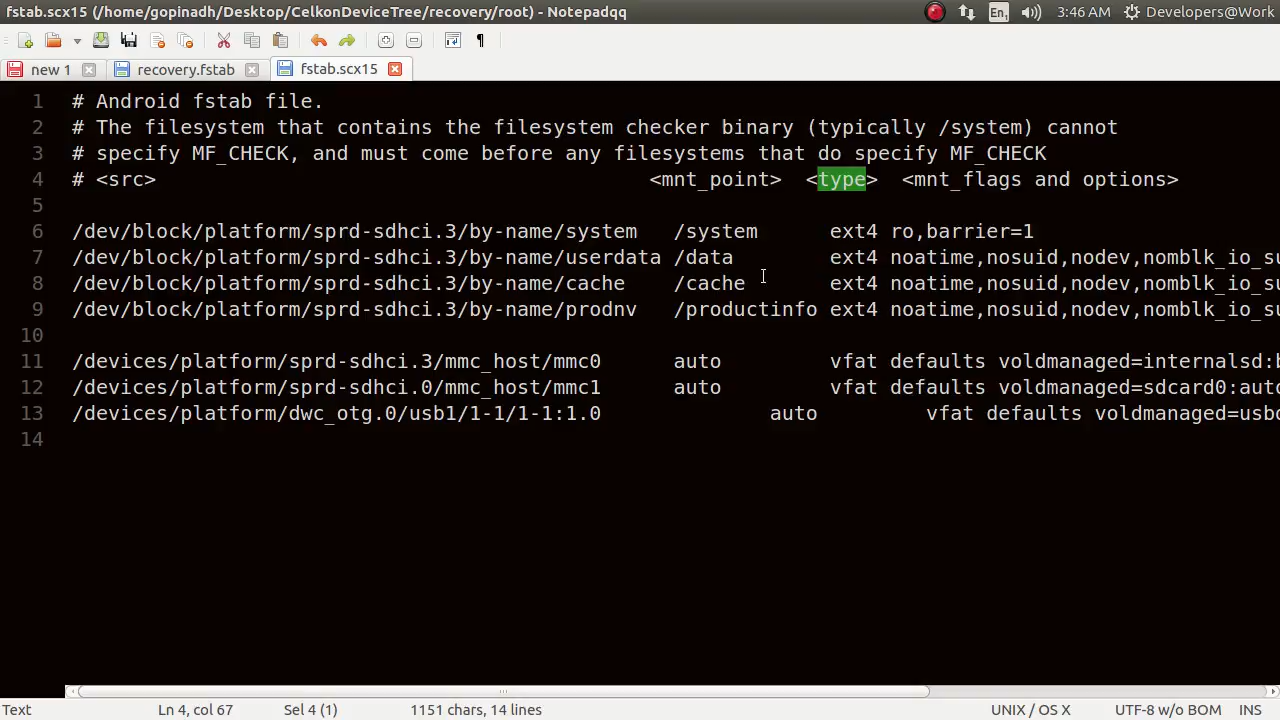 fstab.scx15 (/home/gopinadh/Desktop/CelkonDeviceTree/recovery/root) - Notepadqq
En1 3:46 AM Developers@Work
new 1 recovery.fstab fstab.scx15
1 # Android fstab file.
2 # The filesystem that contains the filesystem checker binary (typically /system) cannot
3 # specify MF_CHECK, and must come before any filesystems that do specify MF_CHECK
4 # <src> <mnt_point> <type> <mnt_flags and options>
5
6 /dev/block/platform/sprd-sdhci.3/by-name/system /system ext4 ro,barrier=1
7 /dev/block/platform/sprd-sdhci.3/by-name/userdata /data ext4 noatime,nosuid,nodev,nomblk_io_su
8 /dev/block/platform/sprd-sdhci.3/by-name/cache /cache ext4 noatime,nosuid,nodev,nomblk_io_su
9 /dev/block/platform/sprd-sdhci.3/by-name/prodnv /productinfo ext4 noatime,nosuid,nodev,nomblk_io_su
10
11 /devices/platform/sprd-sdhci.3/mmc_host/mmc0 auto vfat defaults voldmanaged=internalsd:
12 /devices/platform/sprd-sdhci.0/mmc_host/mmc1 auto vfat defaults voldmanaged=sdcard0:auto
13 /devices/platform/dwc_otg.0/usb1/1-1/1-1:1.0 auto vfat defaults voldmanaged=usb
14
Text Ln 4, col 67 Sel 4 (1) 1151 chars, 14 lines UNIX / OS X UTF-8 w/o BOM INS